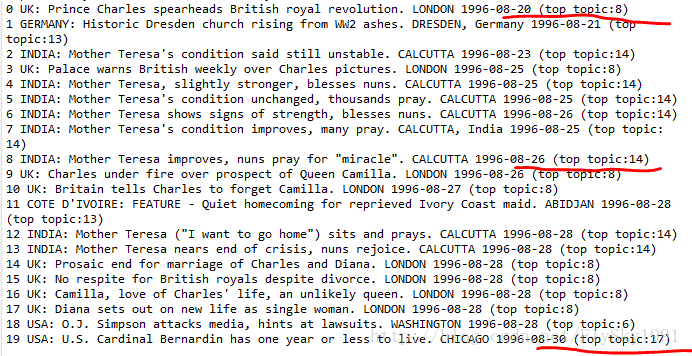 0 UK: Prince Charles spearheads British royal revolution. LONDON 1996-08-20 (top topic:8)
1 GERMANY: Historic Dresden church rising from WW2 ashes. DRESDEN, Germany 1996-08-21 (top
topic:13)
2 INDIA: Mother Teresa's condition said still unstable. CALCUTTA 1996-08-23 (top topic:14)
3 UK: Palace warns British weekly over Charles pictures. LONDON 1996-08-25 (top topic:8)
4 INDIA: Mother Teresa, slightly stronger, blesses nuns. CALCUTTA 1996-08-25 (top topic:14)
5 INDIA: Mother Teresa's condition unchanged, thousands pray. CALCUTTA 1996-08-25 (top topic:14)
6 INDIA: Mother Teresa shows signs of strength, blesses nuns. CALCUTTA 1996-08-26 (top topic:14)
7 INDIA: Mother Teresa's condition improves, many pray. CALCUTTA, India 1996-08-25 (top topic:
14)
8 INDIA: Mother Teresa improves, nuns pray for "miracle". CALCUTTA 1996-08-26 (top topic:14)
9 UK: Charles under fire over prospect of Queen Camilla. LONDON 1996-08-26 (top topic:8)
10 UK: Britain tells Charles to forget Camilla. LONDON 1996-08-27 (top topic:8)
11 COTE D'IVOIRE: FEATURE - Quiet homecoming for reprieved Ivory Coast maid. ABIDJAN 1996-08-28
(top topic:13)
12 INDIA: Mother Teresa ("I want to go home") sits and prays. CALCUTTA 1996-08-28 (top topic:14)
13 INDIA: Mother Teresa nears end of crisis, nuns rejoice. CALCUTTA 1996-08-28 (top topic:14)
14 UK: Prosaic end for marriage of Charles and Diana. LONDON 1996-08-28 (top topic:8)
15 UK: No respite for British royals despite divorce. LONDON 1996-08-28 (top topic:8)
16 UK: Camilla, love of Charles' life, an unlikely queen. LONDON 1996-08-28 (top topic:8)
17 UK: Diana sets out on new life as single woman. LONDON 1996-08-28 (top topic:8)
18 USA: O.J. Simpson attacks media, hints at lawsuits. WASHINGTON 1996-08-28 (top topic:6)
19 USA: U.S. Cardinal Bernardin has one year or less to live. CHICAGO 1996-08-30 (top topic:17)